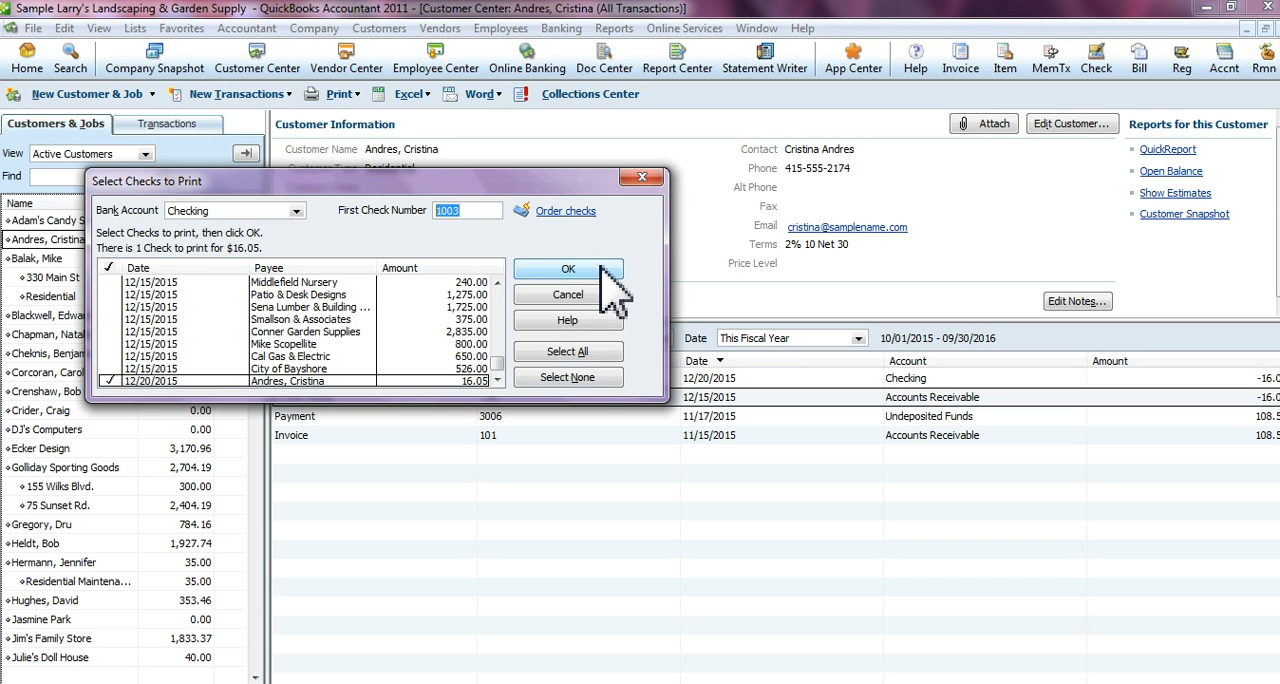 Sample Larry's Landscaping & Garden Supply - QuickBooks Accountant 2011 - [Customer Center: Andres, Cristina (All Transactions)]
File Edit View Lists Favorites Accountant Company Customers Vendors Employees Banking Reports Online Services Window Help
Home Search Company Snapshot Customer Center Vendor Center Employee Center Online Banking Doc Center Report Center Statement Writer App Center Help Invoice Item MemTx Check Bill Reg Accnt Rmn
New Customer & Job New Transactions Print Excel Word Collections Center
Customers & Jobs Transactions
View Active Customers
Find
Name
Adam's Candy S
Andres, Cristina
Balak, Mike
330 Main St
Residential
Blackwell, Edwa
Chapman, Nata
Cheknis, Benjam
Corcoran, Carol
Crenshaw, Bob
Crider, Craig 0.00
DJ's Computers 0.00
Ecker Design 3,170.96
Golliday Sporting Goods 2,704.19
155 Wilks Blvd. 300.00
75 Sunset Rd. 2,404.19
Gregory, Dru 784.16
Heldt, Bob 1,927.74
Hermann, Jennifer 35.00
Residential Maintena... 35.00
Hughes, David 353.46
Jasmine Park 0.00
Jim's Family Store 1,833.37
Julie's Doll House 40.00
Customer Information Attach Edit Customer...
Customer Name Andres, Cristina
Contact Cristina Andres
Phone 415-555-2174
Alt Phone
Fax
Email cristina@samplename.com
Terms 2% 10 Net 30
Price Level
Edit Notes...
Reports for this Customer
QuickReport
Open Balance
Show Estimates
Customer Snapshot
Select Checks to Print
Bank Account Checking First Check Number 1003 Order checks
Select Checks to print, then click OK.
There is 1 Check to print for $16.05.
✓ Date Payee Amount
12/15/2015 Middlefield Nursery 240.00
12/15/2015 Patio & Desk Designs 1,275.00
12/15/2015 Sena Lumber & Building ... 1,725.00
12/15/2015 Smallson & Associates 375.00
12/15/2015 Conner Garden Supplies 2,835.00
12/15/2015 Mike Scopellite 800.00
12/15/2015 Cal Gas & Electric 650.00
12/15/2015 City of Bayshore 526.00
✓ 12/20/2015 Andres, Cristina 16.05
OK
Cancel
Help
Select All
Select None
Date This Fiscal Year 10/01/2015 - 09/30/2016
Date Account Amount
12/20/2015 Checking -16.0
12/15/2015 Accounts Receivable -16.0
Payment 3006 11/17/2015 Undeposited Funds 108.5
Invoice 101 11/15/2015 Accounts Receivable 108.5